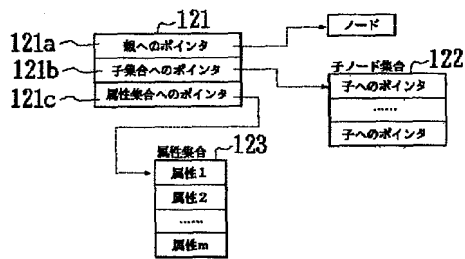 121
121a
親へのポインタ
ノード
121b
子集合へのポインタ
子ノード集合
122
121c
属性集合へのポインタ
子へのポインタ
……
子へのポインタ
属性集合
123
属性1
属性2
……
属性m